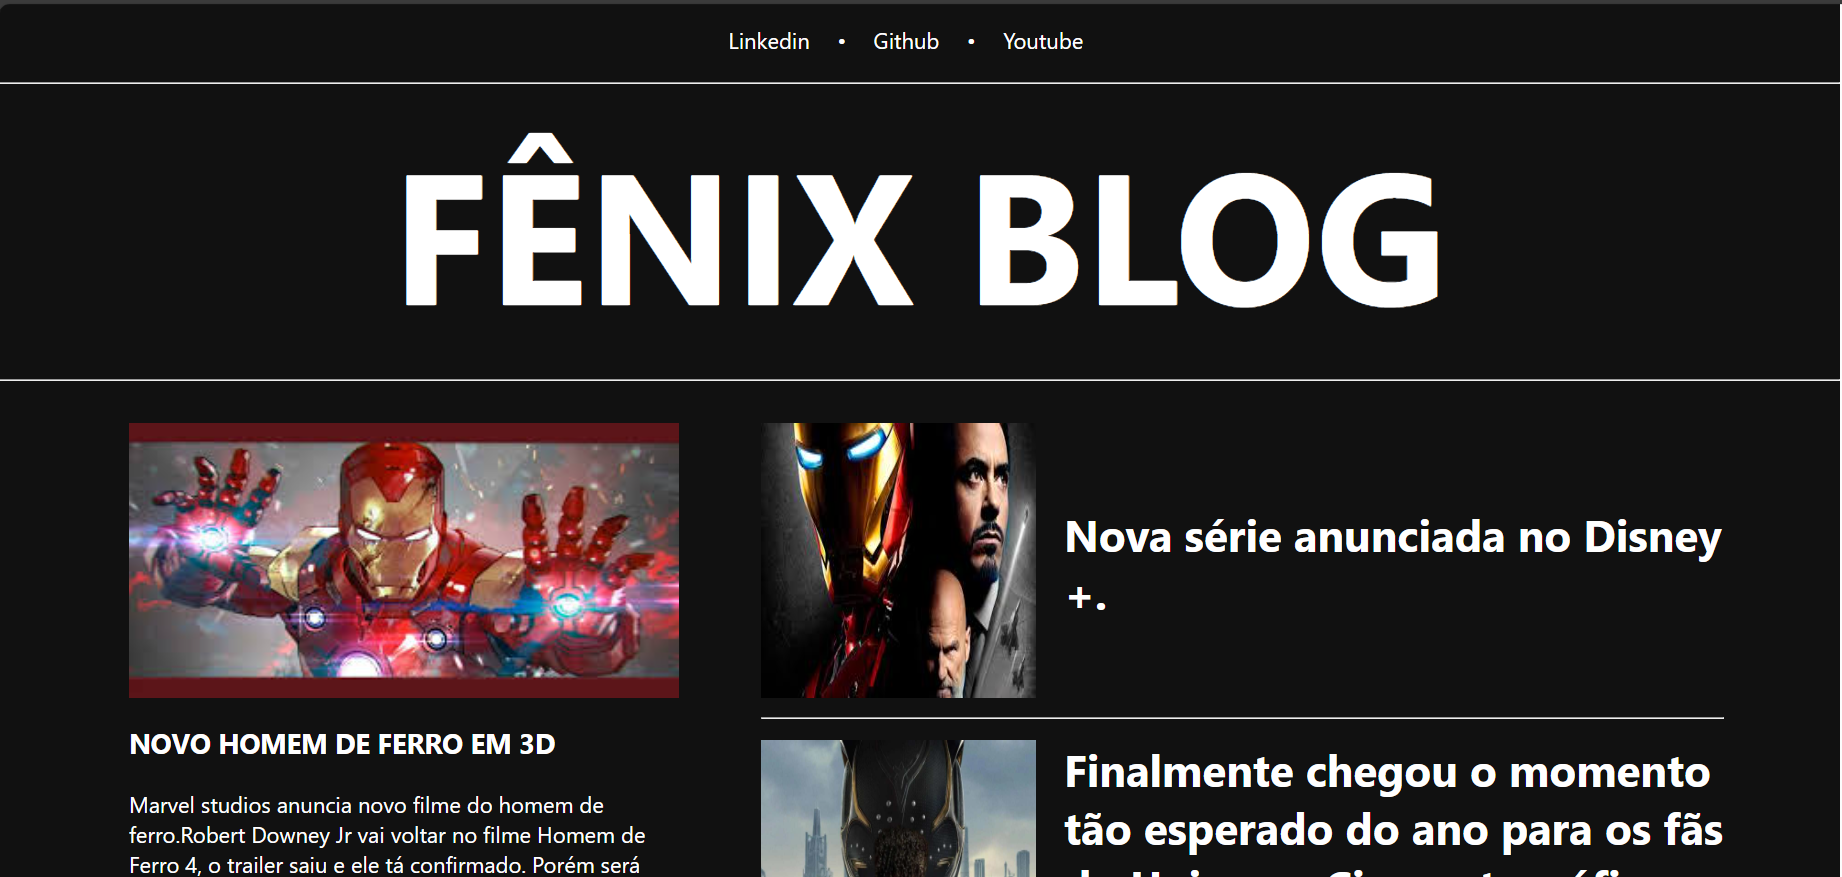 Linkedin • Github • Youtube
FÊNIX BLOG
NOVO HOMEM DE FERRO EM 3D
Marvel studios anuncia novo filme do homem de
ferro.Robert Downey Jr vai voltar no filme Homem de
Ferro 4, o trailer saiu e ele tá confirmado. Porém será
Nova série anunciada no Disney
+.
Finalmente chegou o momento
tão esperado do ano para os fãs